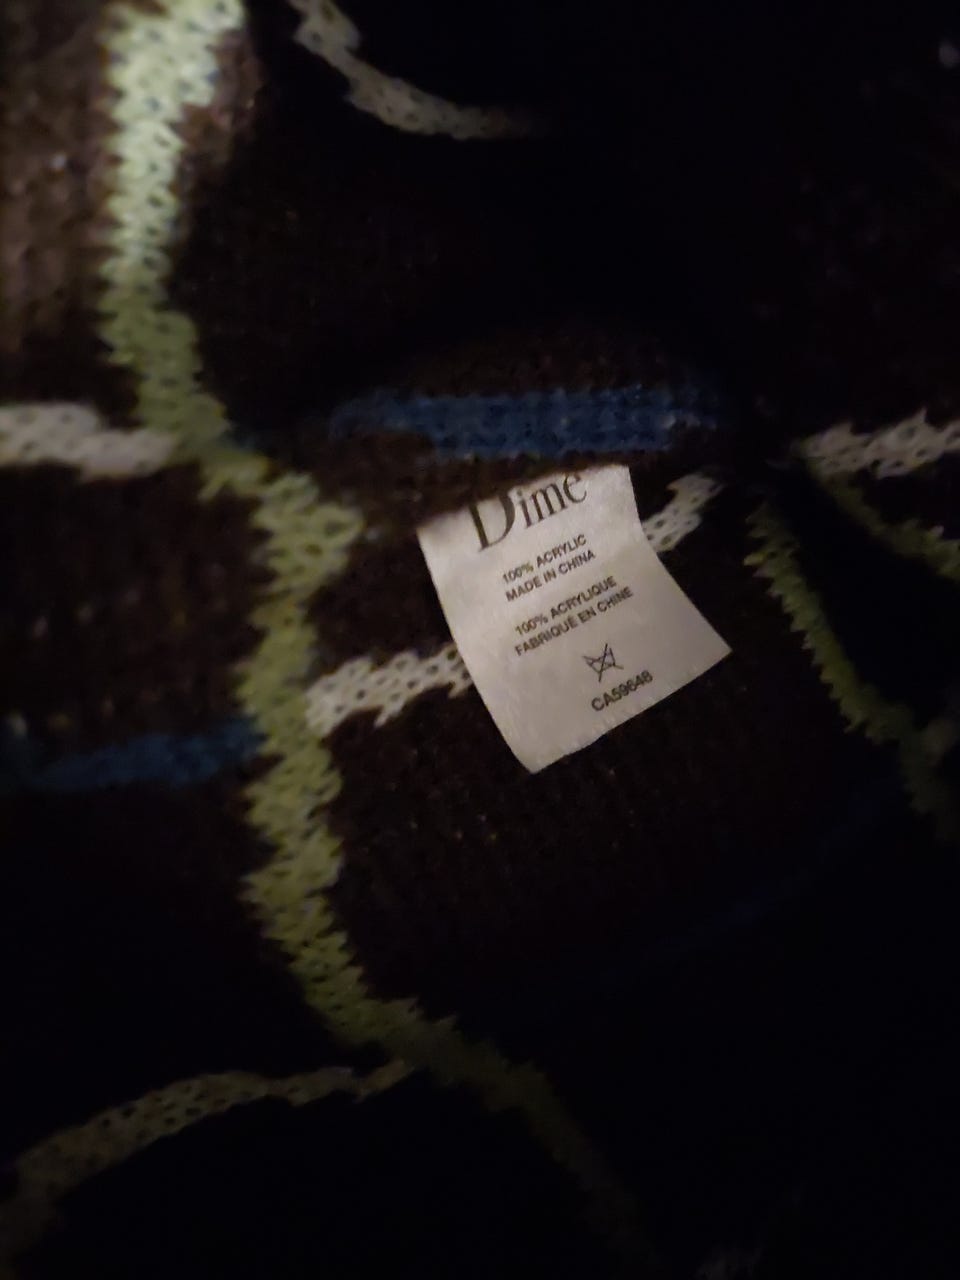 Dime
100% ACRYLIC
MADE IN CHINA
100% ACRYLIQUE
FABRIQUÉ EN CHINE
CA59648